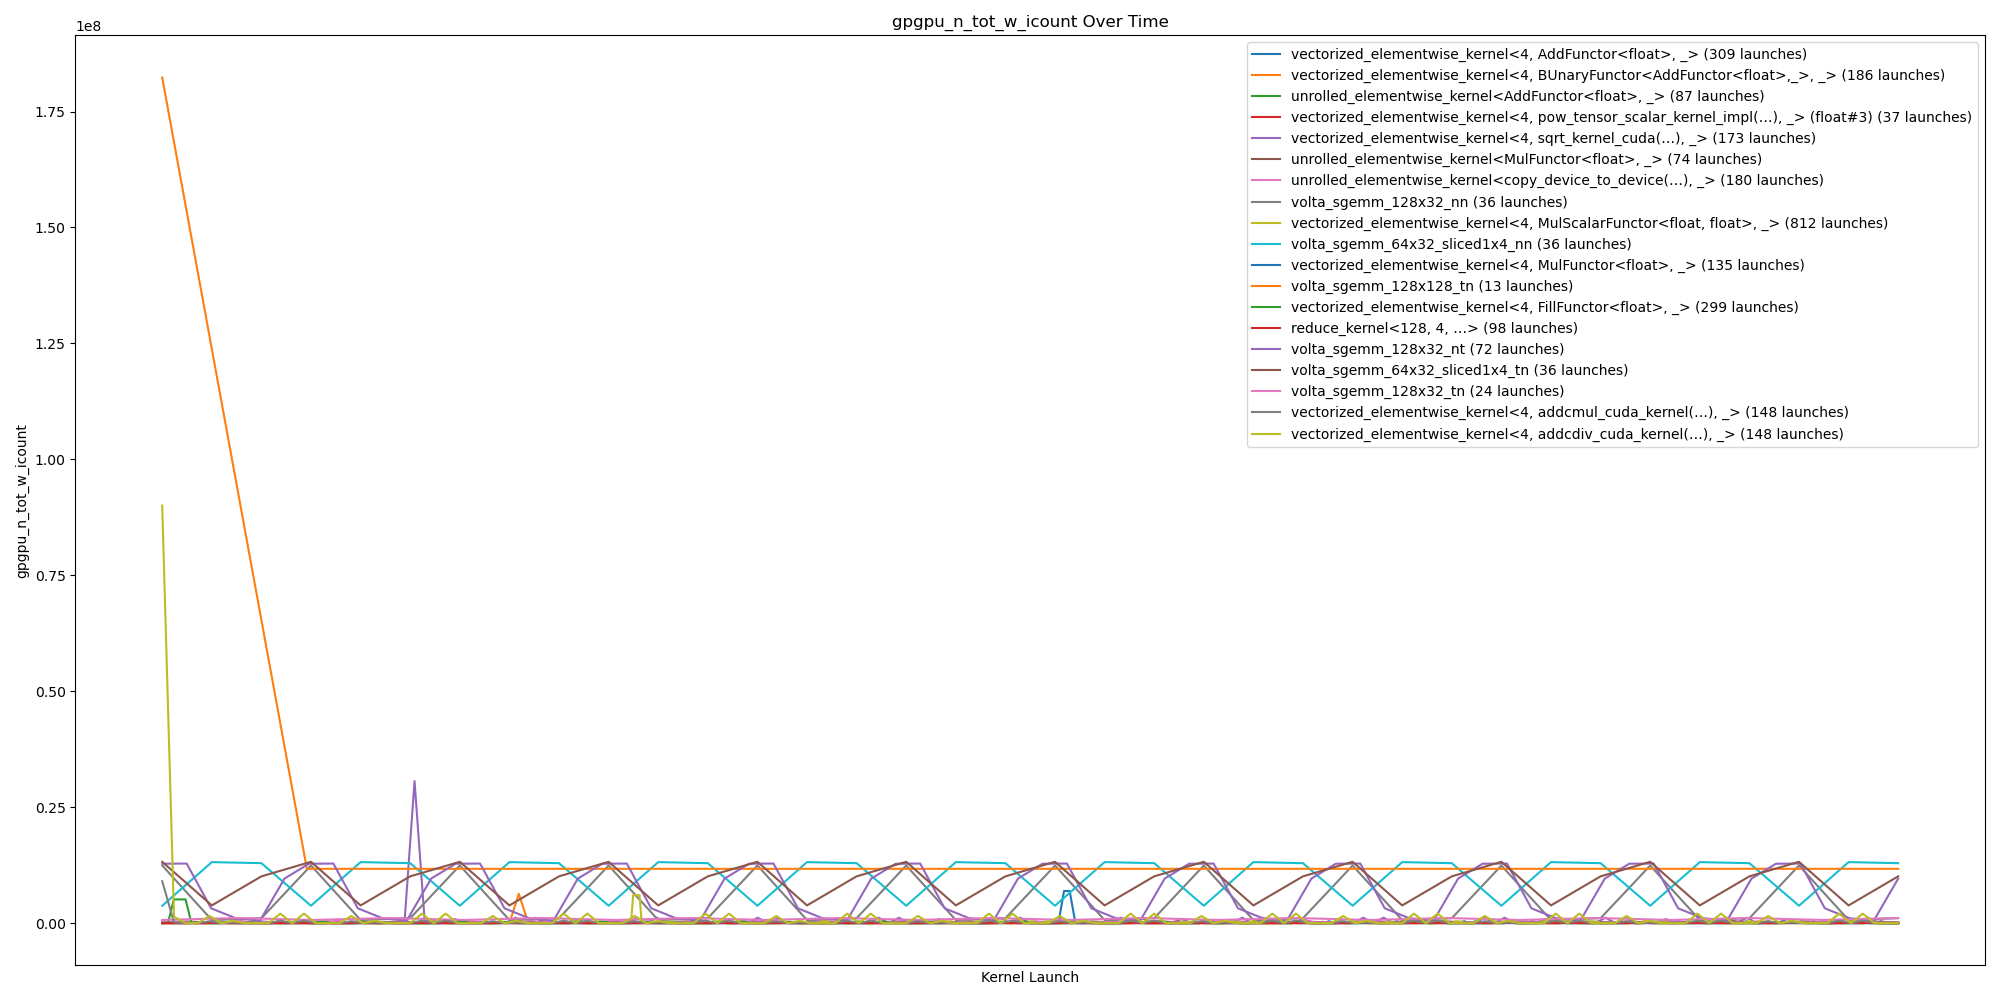 gpgpu_n_tot_w_icount Over Time
1e8
vectorized_elementwise_kernel<4, AddFunctor<float>, _> (309 launches)
vectorized_elementwise_kernel<4, BUnaryFunctor<AddFunctor<float>,_>, _> (186 launches)
unrolled_elementwise_kernel<AddFunctor<float>, _> (87 launches)
vectorized_elementwise_kernel<4, pow_tensor_scalar_kernel_impl(...), _> (float#3) (37 launches)
vectorized_elementwise_kernel<4, sqrt_kernel_cuda(...), _> (173 launches)
unrolled_elementwise_kernel<MulFunctor<float>, _> (74 launches)
unrolled_elementwise_kernel<copy_device_to_device(...), _> (180 launches)
volta_sgemm_128x32_nn (36 launches)
vectorized_elementwise_kernel<4, MulScalarFunctor<float, float>, _> (812 launches)
volta_sgemm_64x32_sliced1x4_nn (36 launches)
vectorized_elementwise_kernel<4, MulFunctor<float>, _> (135 launches)
volta_sgemm_128x128_tn (13 launches)
vectorized_elementwise_kernel<4, FillFunctor<float>, _> (299 launches)
reduce_kernel<128, 4, ...> (98 launches)
volta_sgemm_128x32_nt (72 launches)
volta_sgemm_64x32_sliced1x4_tn (36 launches)
volta_sgemm_128x32_tn (24 launches)
vectorized_elementwise_kernel<4, addcmul_cuda_kernel(...), _> (148 launches)
vectorized_elementwise_kernel<4, addcdiv_cuda_kernel(...), _> (148 launches)
gpgpu_n_tot_w_icount
1.75
1.50
1.25
1.00
0.75
0.50
0.25
0.00
Kernel Launch